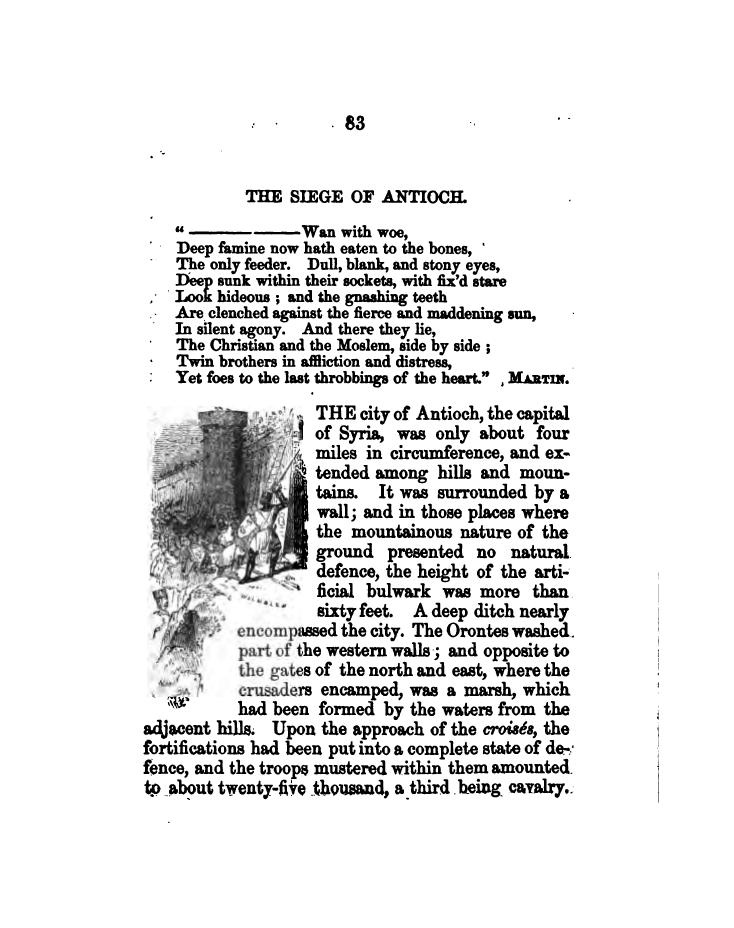 83
THE SIEGE OF ANTIOCH.
“ ——— ——— Wan with woe,
Deep famine now hath eaten to the bones,
The only feeder. Dull, blank, and stony eyes,
Deep sunk within their sockets, with fix'd stare
Look hideous ; and the gnashing teeth
Are clenched against the fierce and maddening sun,
In silent agony. And there they lie,
The Christian and the Moslem, side by side ;
Twin brothers in affliction and distress,
Yet foes to the last throbbings of the heart.” MARTIN.
THE city of Antioch, the capital
of Syria, was only about four
miles in circumference, and ex-
tended among hills and moun-
tains. It was surrounded by a
wall; and in those places where
the mountainous nature of the
ground presented no natural
defence, the height of the arti-
ficial bulwark was more than
sixty feet. A deep ditch nearly
encompassed the city. The Orontes washed
part of the western walls ; and opposite to
the gates of the north and east, where the
crusaders encamped, was a marsh, which
had been formed by the waters from the
adjacent hills. Upon the approach of the croisés, the
fortifications had been put into a complete state of de-
fence, and the troops mustered within them amounted
to about twenty-five thousand, a third being cavalry.